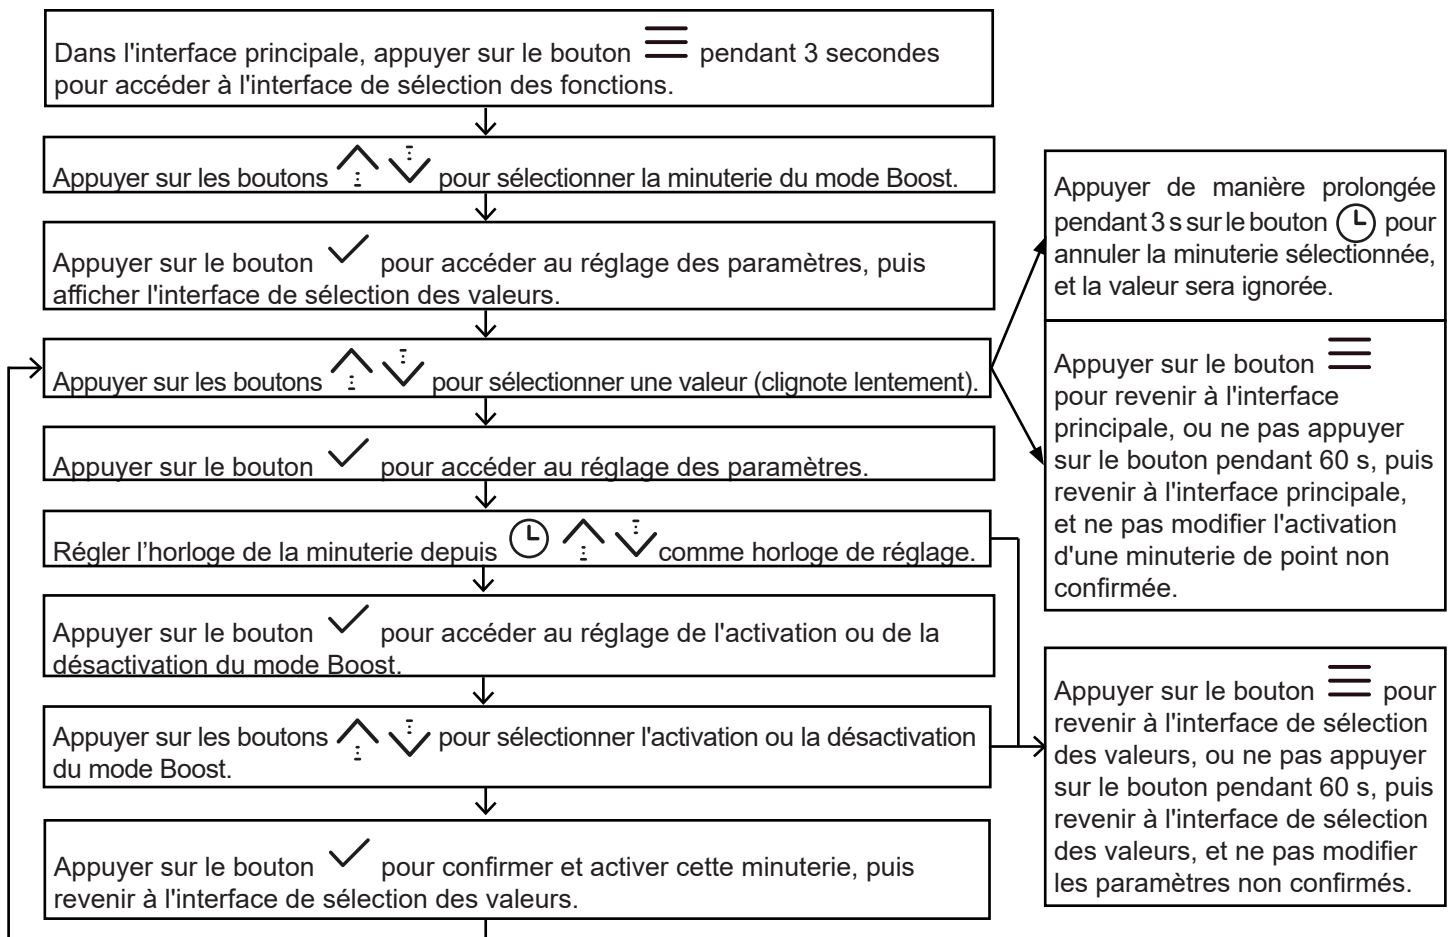 Dans l'interface principale, appuyer sur le bouton pendant 3 secondes
pour accéder à l'interface de sélection des fonctions.
Appuyer sur les boutons pour sélectionner la minuterie du mode Boost.
Appuyer sur le bouton pour accéder au réglage des paramètres, puis
afficher l'interface de sélection des valeurs.
Appuyer sur les boutons pour sélectionner une valeur (clignote lentement).
Appuyer sur le bouton pour accéder au réglage des paramètres.
Régler l’horloge de la minuterie depuis comme horloge de réglage.
Appuyer sur le bouton pour accéder au réglage de l'activation ou de la
désactivation du mode Boost.
Appuyer sur les boutons pour sélectionner l'activation ou la désactivation
du mode Boost.
Appuyer sur le bouton pour confirmer et activer cette minuterie, puis
revenir à l'interface de sélection des valeurs.
Appuyer de manière prolongée
pendant 3 s sur le bouton pour
annuler la minuterie sélectionnée,
et la valeur sera ignorée.
Appuyer sur le bouton
pour revenir à l'interface
principale, ou ne pas appuyer
sur le bouton pendant 60 s, puis
revenir à l'interface principale,
et ne pas modifier l'activation
d'une minuterie de point non
confirmée.
Appuyer sur le bouton pour
revenir à l'interface de sélection
des valeurs, ou ne pas appuyer
sur le bouton pendant 60 s, puis
revenir à l'interface de sélection
des valeurs, et ne pas modifier
les paramètres non confirmés.